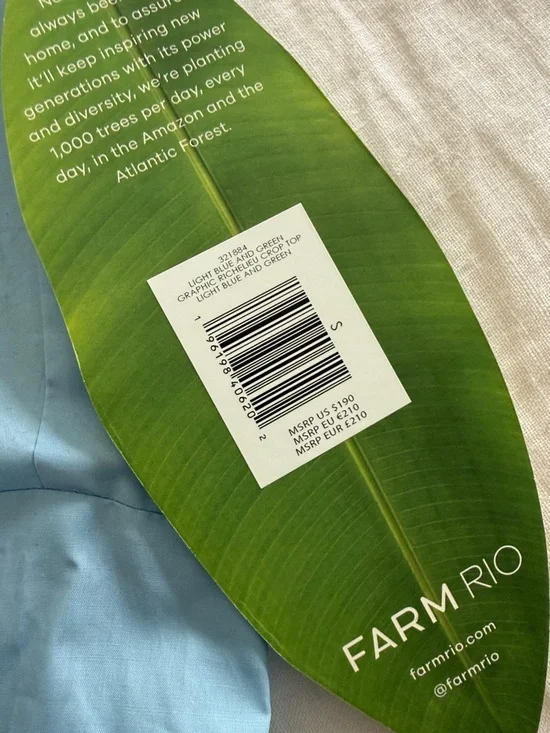 always
home, and to assure
it'll keep inspiring new
generations with its power
and diversity, we're planting
1,000 trees per day, every
day, in the Amazon and the
Atlantic Forest.
321884
LIGHT BLUE AND GREEN
GRAPHIC RICHELIEU CROP TOP
LIGHT BLUE AND GREEN
S
1 96198 40620 2
MSRP US $190
MSRP EU €210
MSRP EUR £210
FARM RIO
farmrio.com
@farmrio